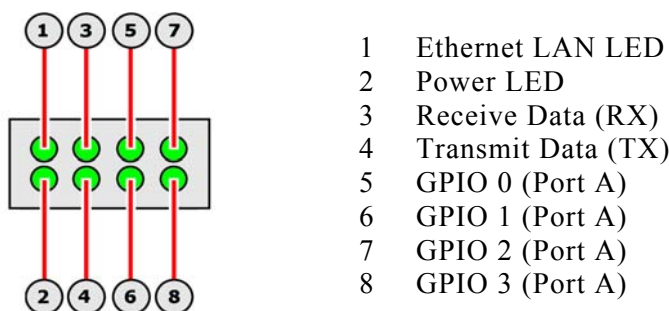 1 3 5 7
2 4 6 8
1 Ethernet LAN LED
2 Power LED
3 Receive Data (RX)
4 Transmit Data (TX)
5 GPIO 0 (Port A)
6 GPIO 1 (Port A)
7 GPIO 2 (Port A)
8 GPIO 3 (Port A)